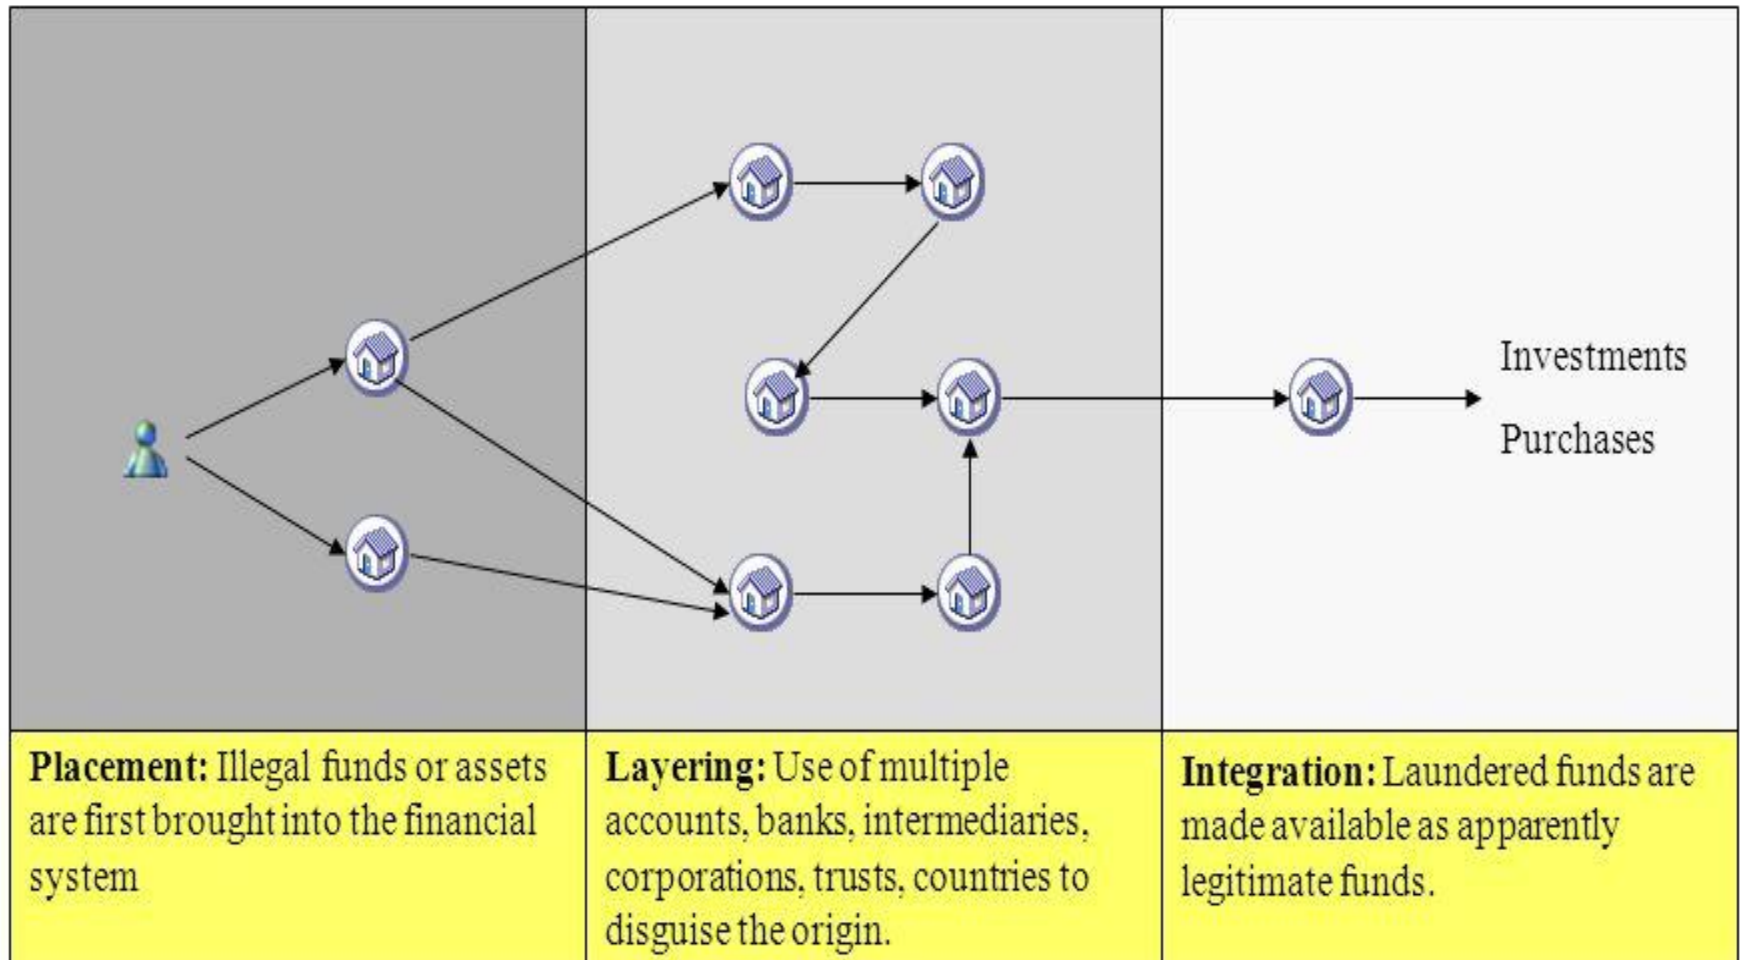 Investments
Purchases
Placement: Illegal funds or assets
are first brought into the financial
system
Layering: Use of multiple
accounts, banks, intermediaries,
corporations, trusts, countries to
disguise the origin.
Integration: Laundered funds are
made available as apparently
legitimate funds.